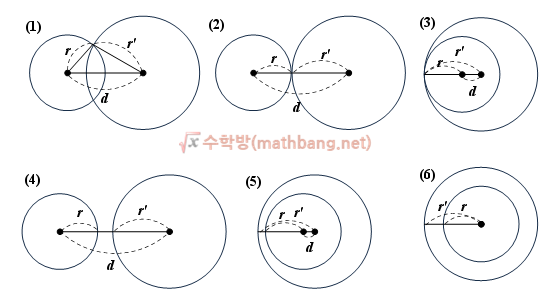 (1)
r r'
d
(2)
r r'
d
(3)
r' r
d
√x 수학방(mathbang.net)
(4)
r r'
d
(5)
r r'
d
(6)
r' r